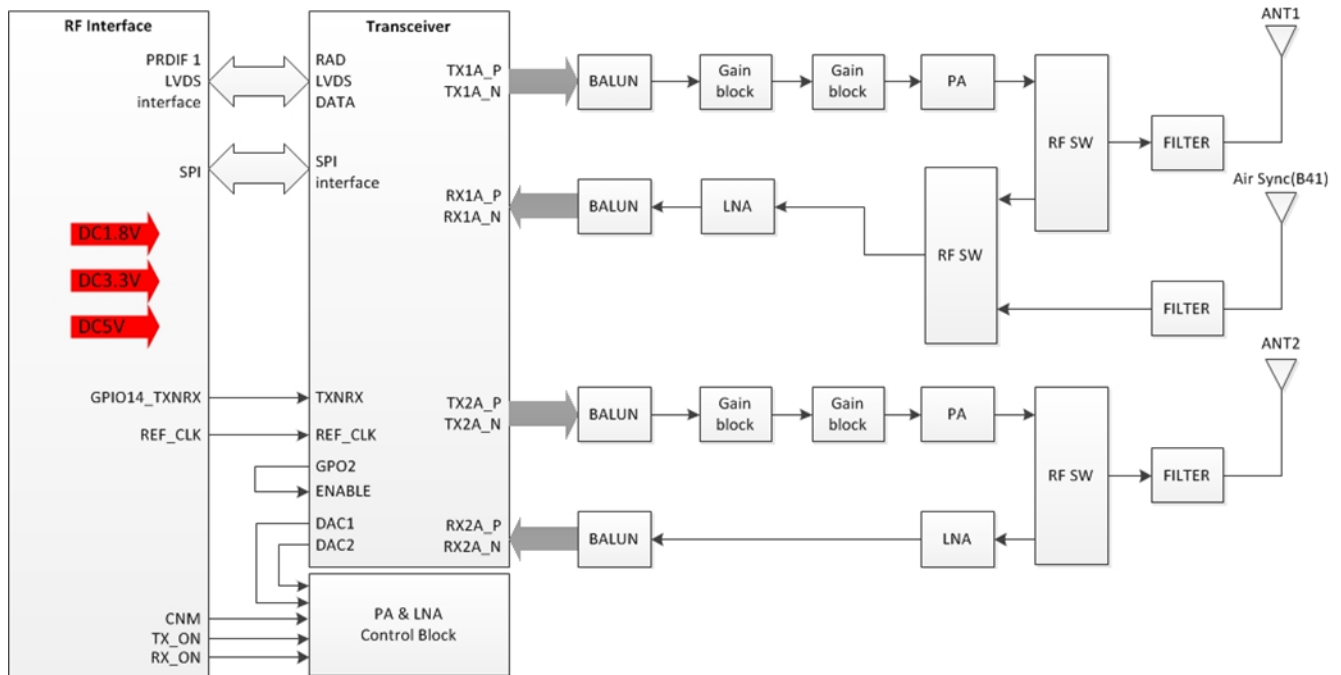 RF Interface
Transceiver
ANT1
PRDIF 1
LVDS
interface
RAD
LVDS
DATA
TX1A_P
TX1A_N
BALUN
Gain
block
Gain
block
PA
RF SW
FILTER
SPI
SPI
interface
RX1A_P
RX1A_N
BALUN
LNA
RF SW
Air Sync(B41)
FILTER
DC1.8V
DC3.3V
DC5V
ANT2
GPIO14_TXNRX
TXNRX
REF_CLK
REF_CLK
TX2A_P
TX2A_N
BALUN
Gain
block
Gain
block
PA
RF SW
FILTER
GPO2
ENABLE
DAC1
DAC2
RX2A_P
RX2A_N
BALUN
LNA
CNM
TX_ON
RX_ON
PA & LNA
Control Block